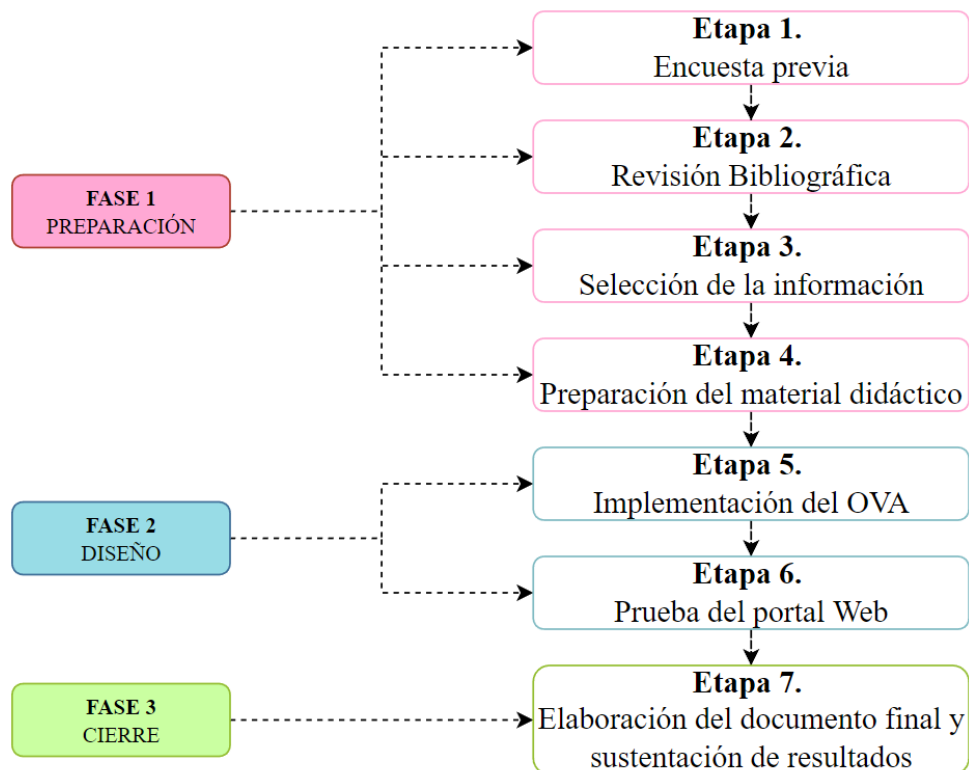 Etapa 1.
Encuesta previa
Etapa 2.
Revisión Bibliográfica
FASE 1
PREPARACIÓN
Etapa 3.
Selección de la información
Etapa 4.
Preparación del material didáctico
Etapa 5.
Implementación del OVA
FASE 2
DISEÑO
Etapa 6.
Prueba del portal Web
FASE 3
CIERRE
Etapa 7.
Elaboración del documento final y
sustentación de resultados